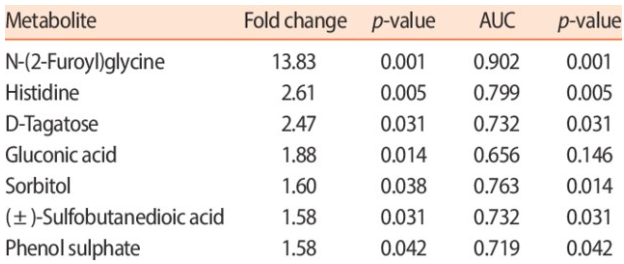 Metabolite Fold change p-value AUC p-value
N-(2-Furoyl)glycine 13.83 0.001 0.902 0.001
Histidine 2.61 0.005 0.799 0.005
D-Tagatose 2.47 0.031 0.732 0.031
Gluconic acid 1.88 0.014 0.656 0.146
Sorbitol 1.60 0.038 0.763 0.014
(±)-Sulfobutanedioic acid 1.58 0.031 0.732 0.031
Phenol sulphate 1.58 0.042 0.719 0.042